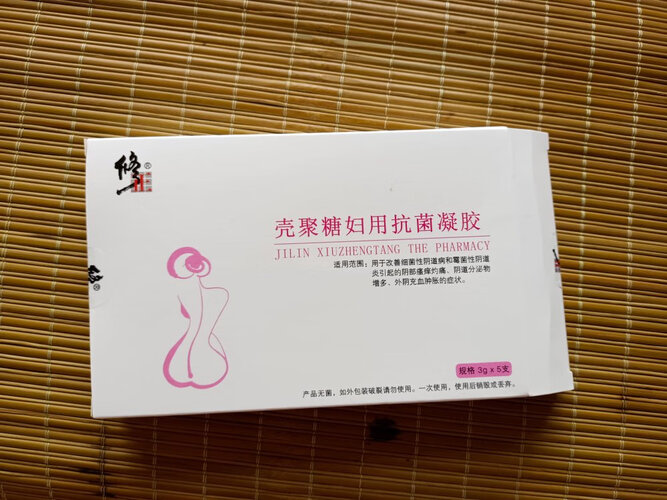 修
®
壳聚糖妇用抗菌凝胶
JILIN XIUZHENGTANG THE PHARMACY
适用范围：用于改善细菌性阴道病和霉菌性阴道
炎引起的阴部瘙痒灼痛、阴道分泌物
增多、外阴充血肿胀的症状。
规格 3g x 5支
产品无菌，如外包装破裂请勿使用。一次使用，使用后销毁或丢弃。